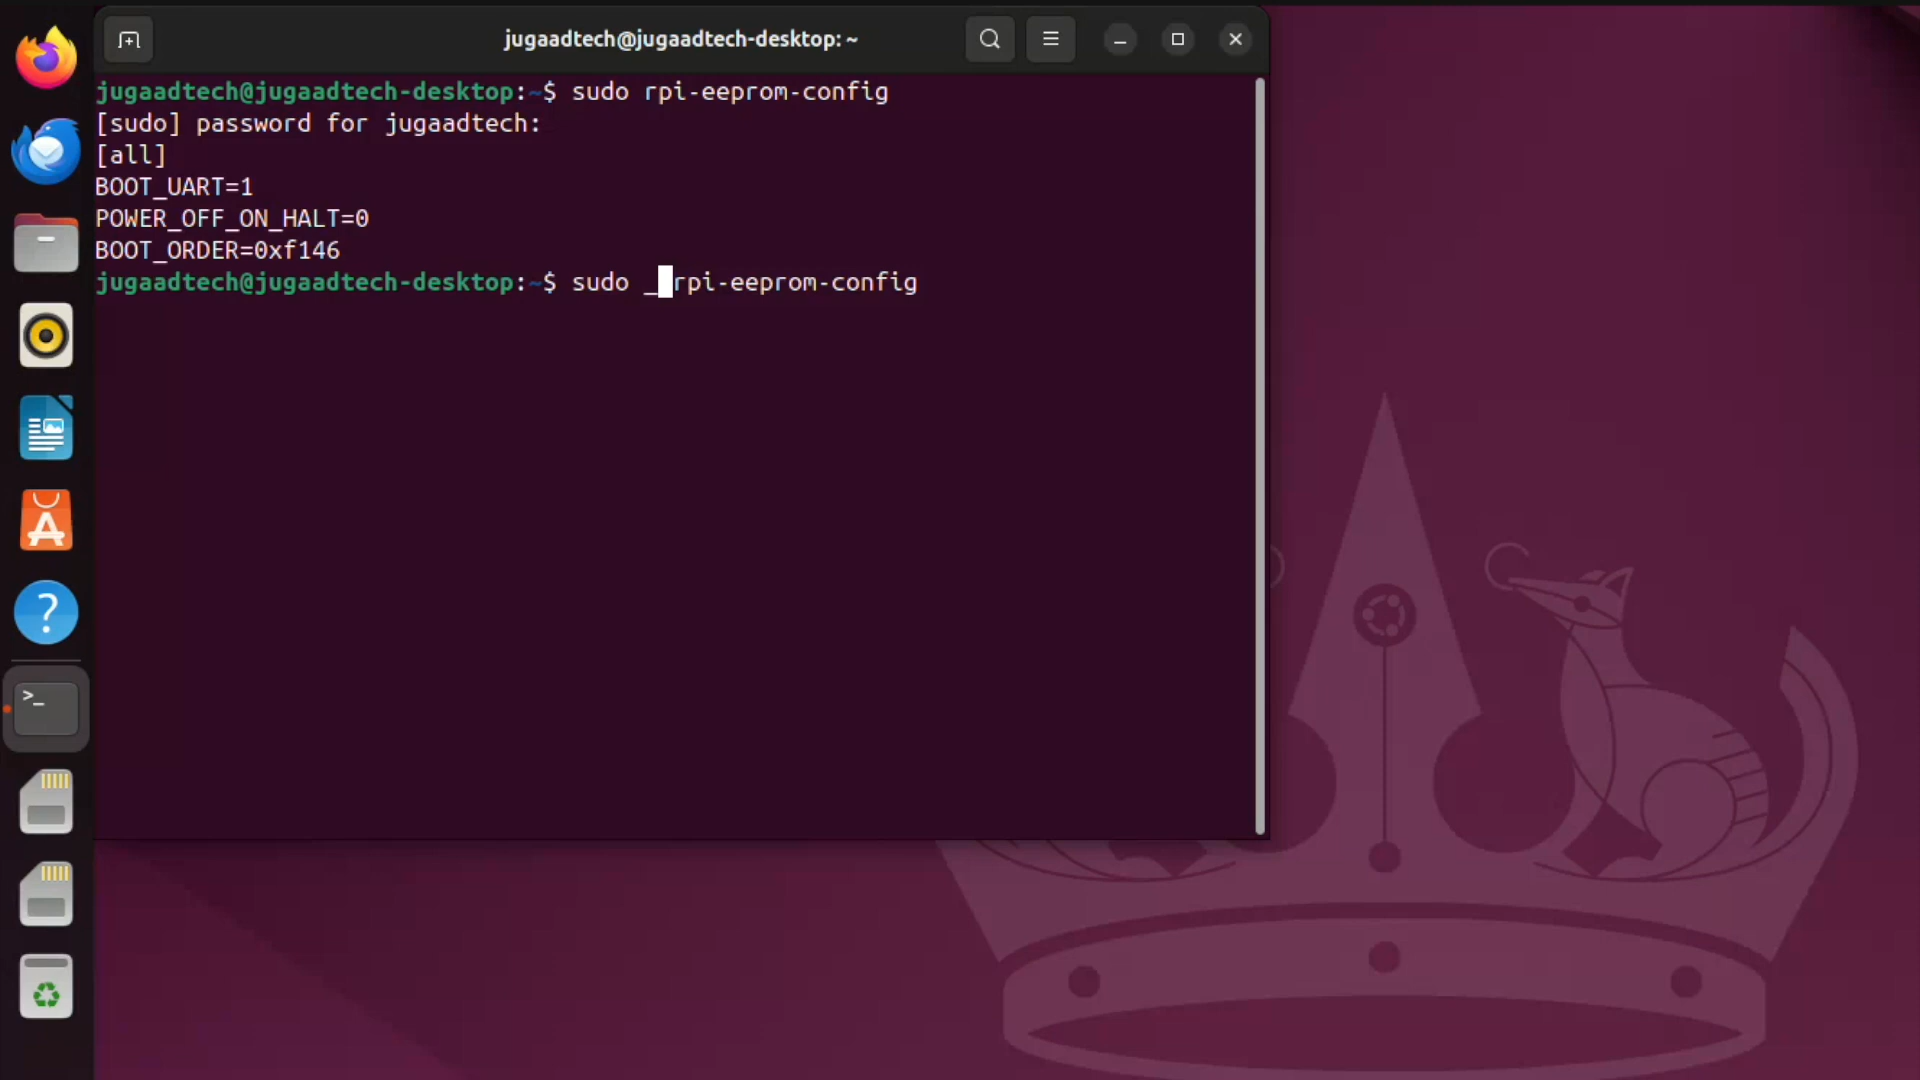 jugaadtech@jugaadtech-desktop: ~
jugaadtech@jugaadtech-desktop:~$ sudo rpi-eeprom-config
[sudo] password for jugaadtech:
[all]
BOOT_UART=1
POWER_OFF_ON_HALT=0
BOOT_ORDER=0xf146
jugaadtech@jugaadtech-desktop:~$ sudo _ rpi-eeprom-config